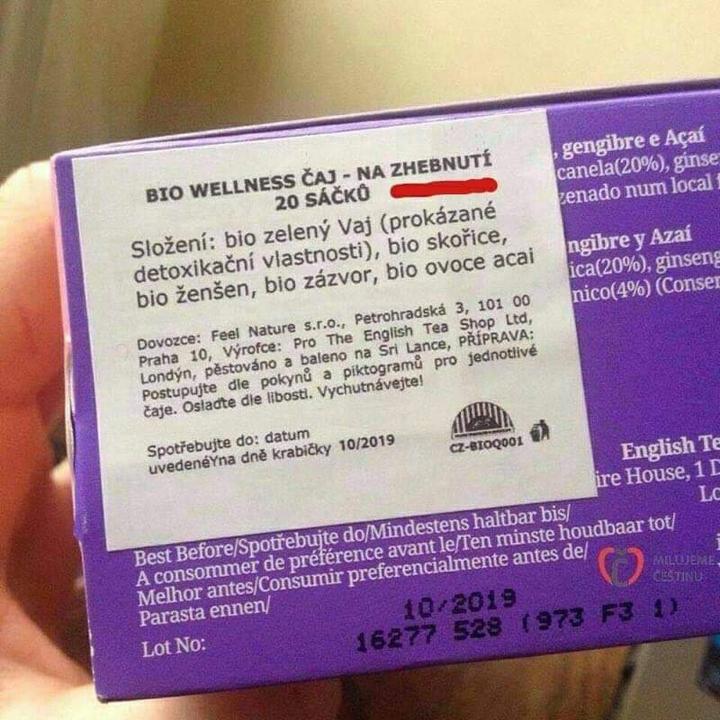 BIO WELLNESS ČAJ - NA ZHEBNUTÍ
20 SÁČKŮ
Složení: bio zelený Vaj (prokázané
detoxikační vlastnosti), bio skořice,
bio ženšen, bio zázvor, bio ovoce acai
Dovozce: Feel Nature s.r.o., Petrohradská 3, 101 00
Praha 10, Výrofce: Pro The English Tea Shop Ltd,
Londýn, pěstováno a baleno na Sri Lance, PŘÍPRAVA:
Postupujte dle pokynů a piktogramů pro jednotlivé
čaje. Oslaďte dle libosti. Vychutnávejte!
Spotřebujte do: datum
uvedenéYna dně krabičky 10/2019
CZ-BIOQ001
, gengibre e Açaí
canela(20%), ginse
zenado num local
ngibre y Azaí
ica(20%), ginseng
nico(4%) (Conser
English Te
ire House, 1 D
Lo
Best Before/Spotřebujte do/Mindestens haltbar bis/
A consommer de préférence avant le/Ten minste houdbaar tot/
Melhor antes/Consumir preferencialmente antes de/
Parasta ennen/
10/2019
Lot No:
16277 528 (973 F3 1)
MILUJEME
ČEŠTINU